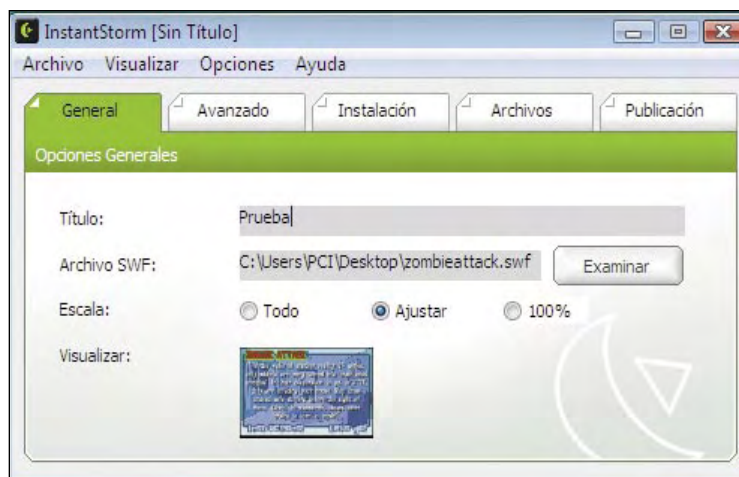 InstantStorm [Sin Título]
Archivo Visualizar Opciones Ayuda
General Avanzado Instalación Archivos Publicación
Opciones Generales
Título: Prueba
Archivo SWF: C:\Users\PCI\Desktop\zombieattack.swf Examinar
Escala: Todo Ajustar 100%
Visualizar: